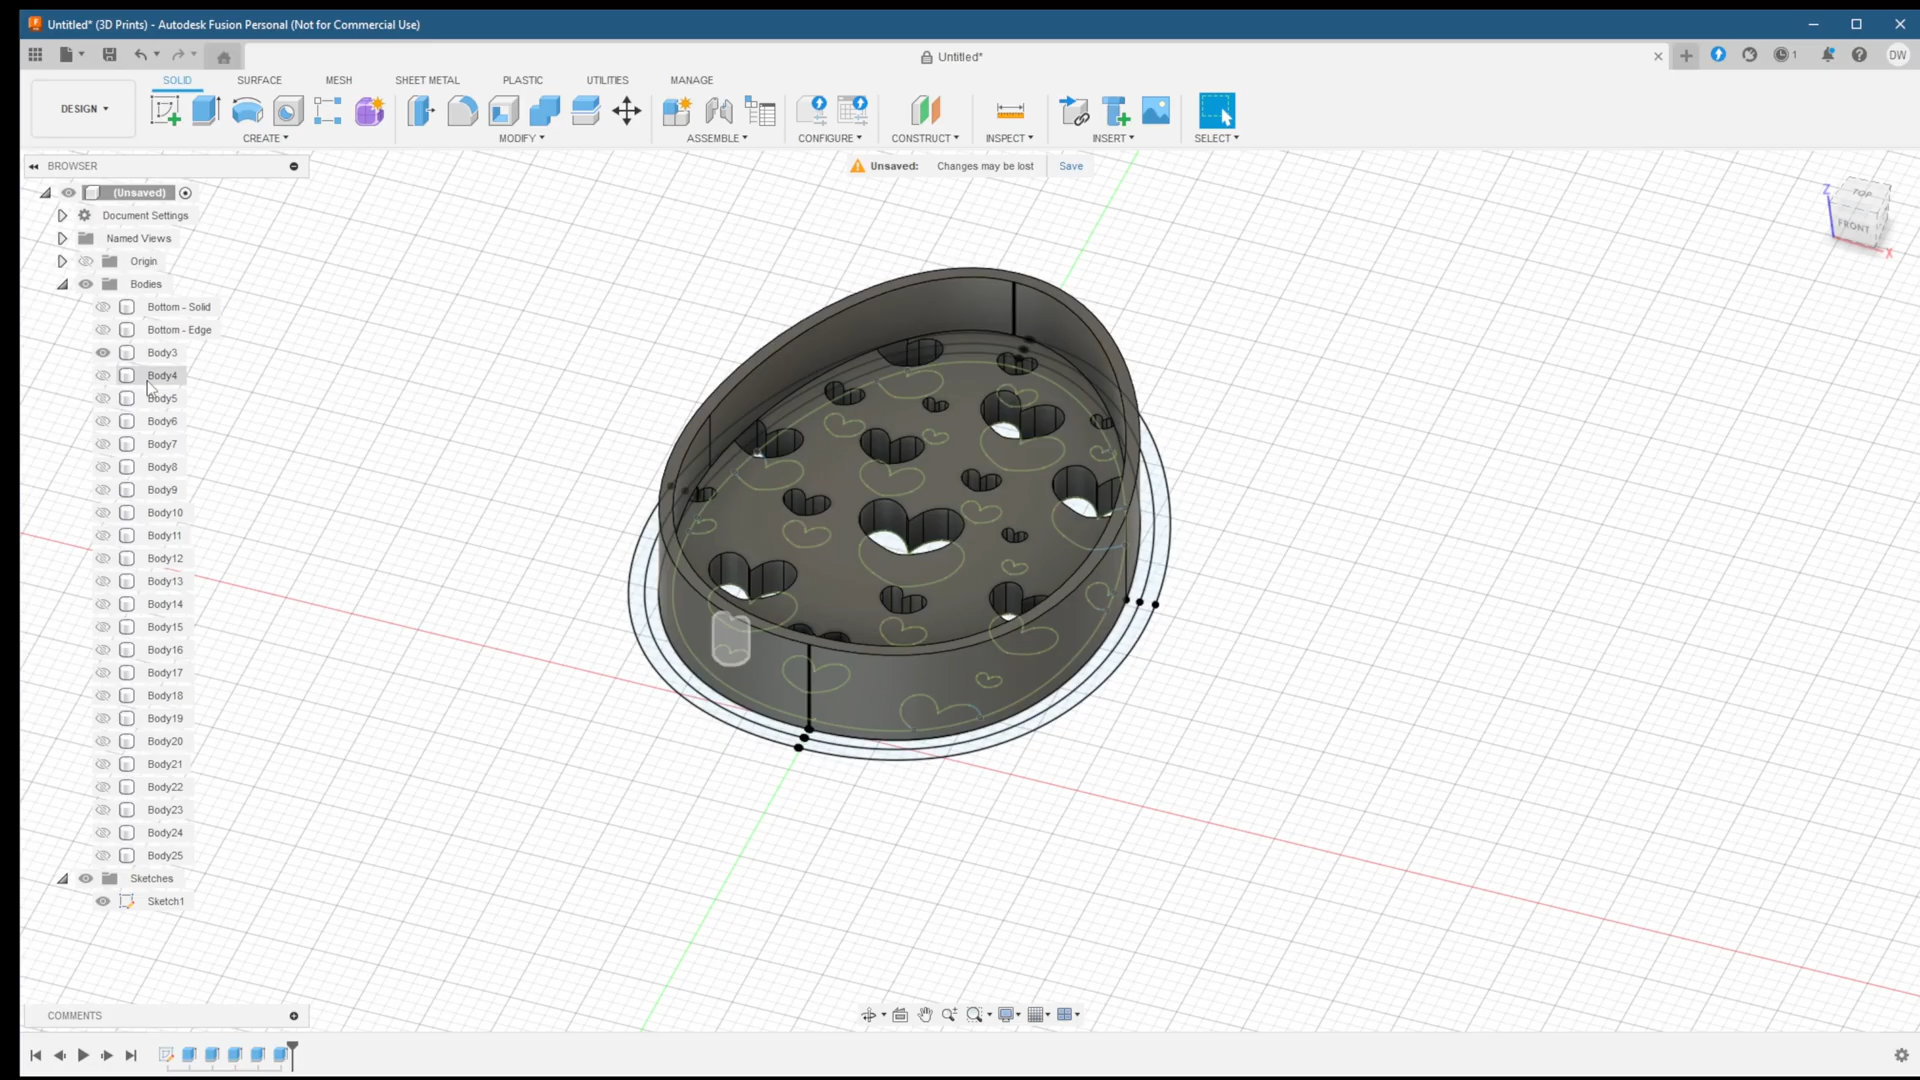 Untitled* (3D Prints) - Autodesk Fusion Personal (Not for Commercial Use)
Untitled*
1
DW
DESIGN
SOLID
SURFACE
MESH
SHEET METAL
PLASTIC
UTILITIES
MANAGE
CREATE
MODIFY
ASSEMBLE
CONFIGURE
CONSTRUCT
INSPECT
INSERT
SELECT
BROWSER
Unsaved: Changes may be lost Save
(Unsaved)
Document Settings
Named Views
Origin
Bodies
Bottom - Solid
Bottom - Edge
Body3
Body4
Body5
Body6
Body7
Body8
Body9
Body10
Body11
Body12
Body13
Body14
Body15
Body16
Body17
Body18
Body19
Body20
Body21
Body22
Body23
Body24
Body25
Sketches
Sketch1
Z
TOP
FRONT
X
COMMENTS